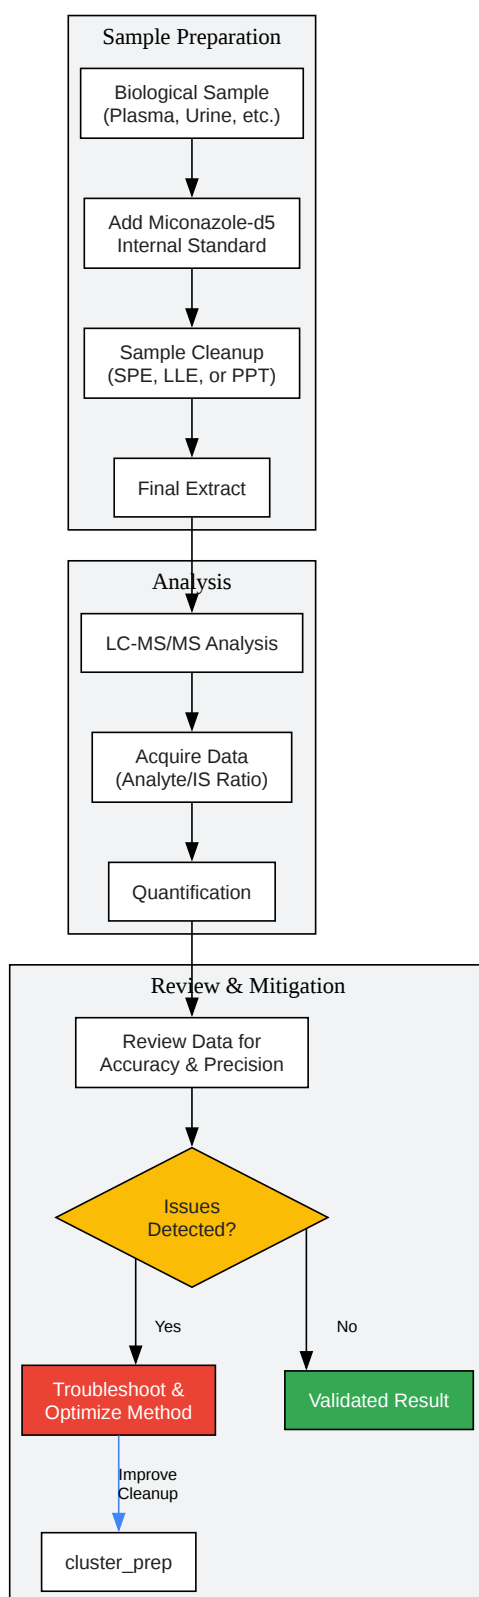 Sample Preparation
Biological Sample
(Plasma, Urine, etc.)
Add Miconazole-d5
Internal Standard
Sample Cleanup
(SPE, LLE, or PPT)
Final Extract
Analysis
LC-MS/MS Analysis
Acquire Data
(Analyte/IS Ratio)
Quantification
Review & Mitigation
Review Data for
Accuracy & Precision
Issues
Detected?
Yes
No
Troubleshoot &
Optimize Method
Validated Result
Improve
Cleanup
cluster_prep